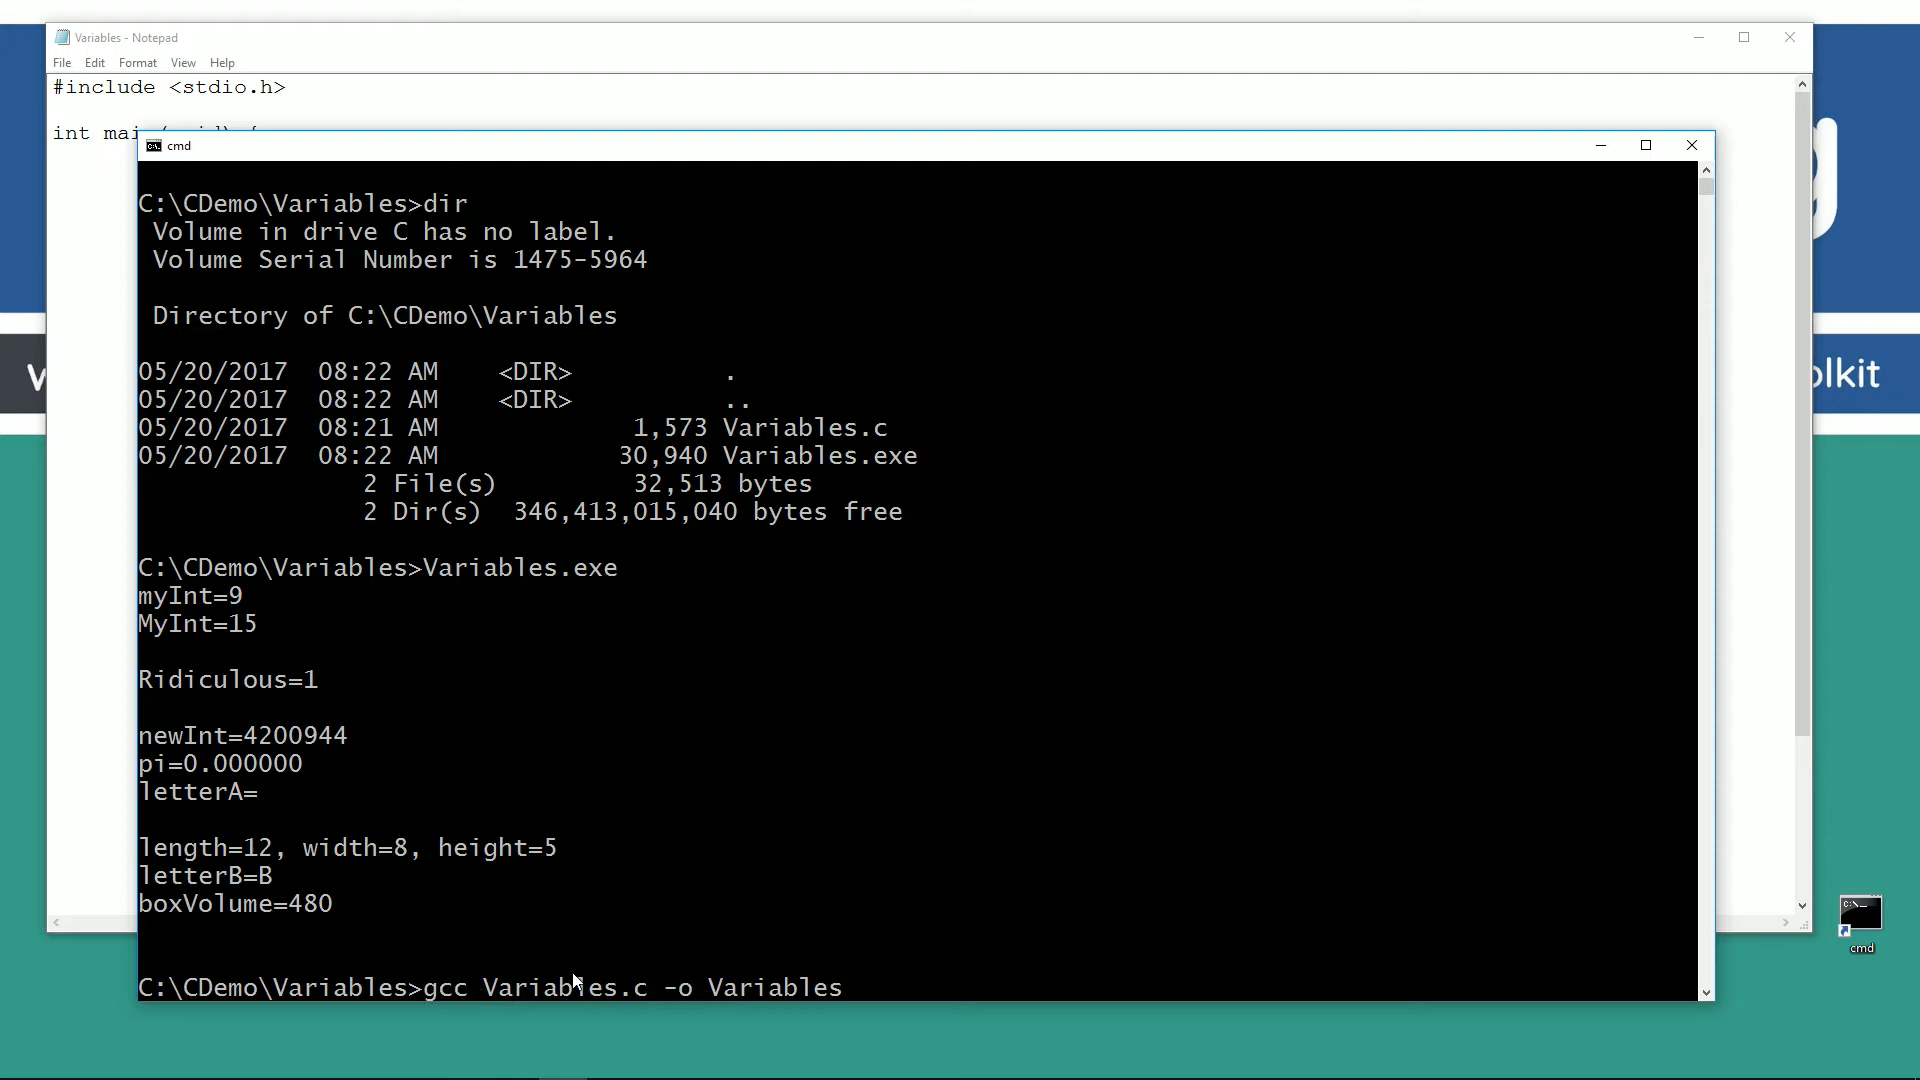 Variables - Notepad
File Edit Format View Help
#include <stdio.h>
int mai
cmd
C:\CDemo\Variables>dir
Volume in drive C has no label.
Volume Serial Number is 1475-5964
Directory of C:\CDemo\Variables
05/20/2017 08:22 AM <DIR> .
05/20/2017 08:22 AM <DIR> ..
05/20/2017 08:21 AM 1,573 Variables.c
05/20/2017 08:22 AM 30,940 Variables.exe
2 File(s) 32,513 bytes
2 Dir(s) 346,413,015,040 bytes free
C:\CDemo\Variables>Variables.exe
myInt=9
MyInt=15
Ridiculous=1
newInt=4200944
pi=0.000000
letterA=
length=12, width=8, height=5
letterB=B
boxVolume=480
C:\CDemo\Variables>gcc Variables.c -o Variables
olkit
cmd